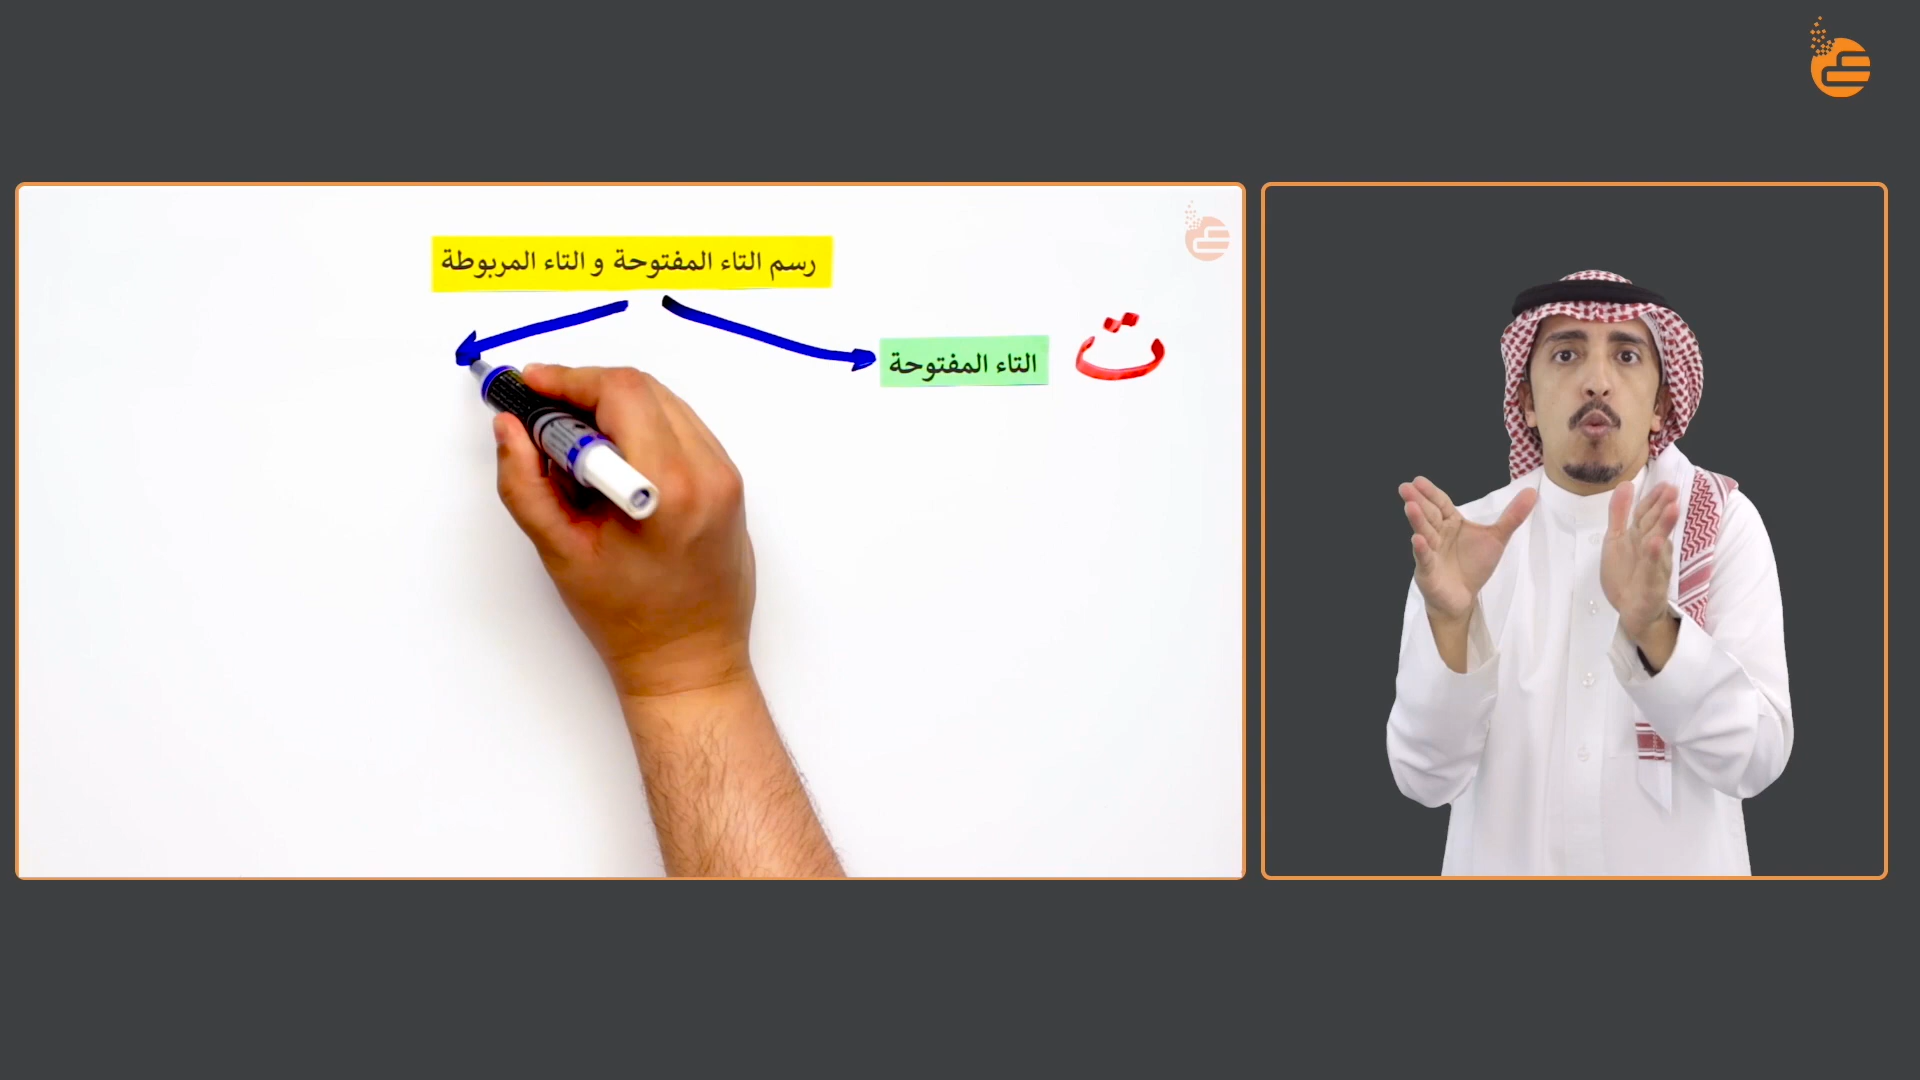 رسم التاء المفتوحة و التاء المربوطة
التاء المفتوحة
ت